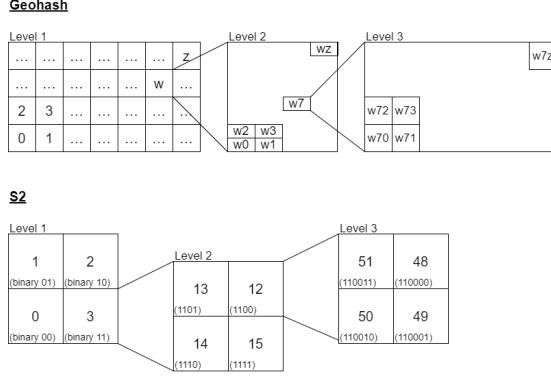 Geohash
Level 1
Level 2
Level 3
... ... ... ... ... ... z
... ... ... ... ... w ...
2 3 ... ... ... ... ...
0 1 ... ... ... ... ...
wz
w7
w2 w3
w0 w1
w7z
w72 w73
w70 w71
S2
Level 1
1 2
(binary 01) (binary 10)
0 3
(binary 00) (binary 11)
Level 2
13 12
(1101) (1100)
14 15
(1110) (1111)
Level 3
51 48
(110011) (110000)
50 49
(110010) (110001)